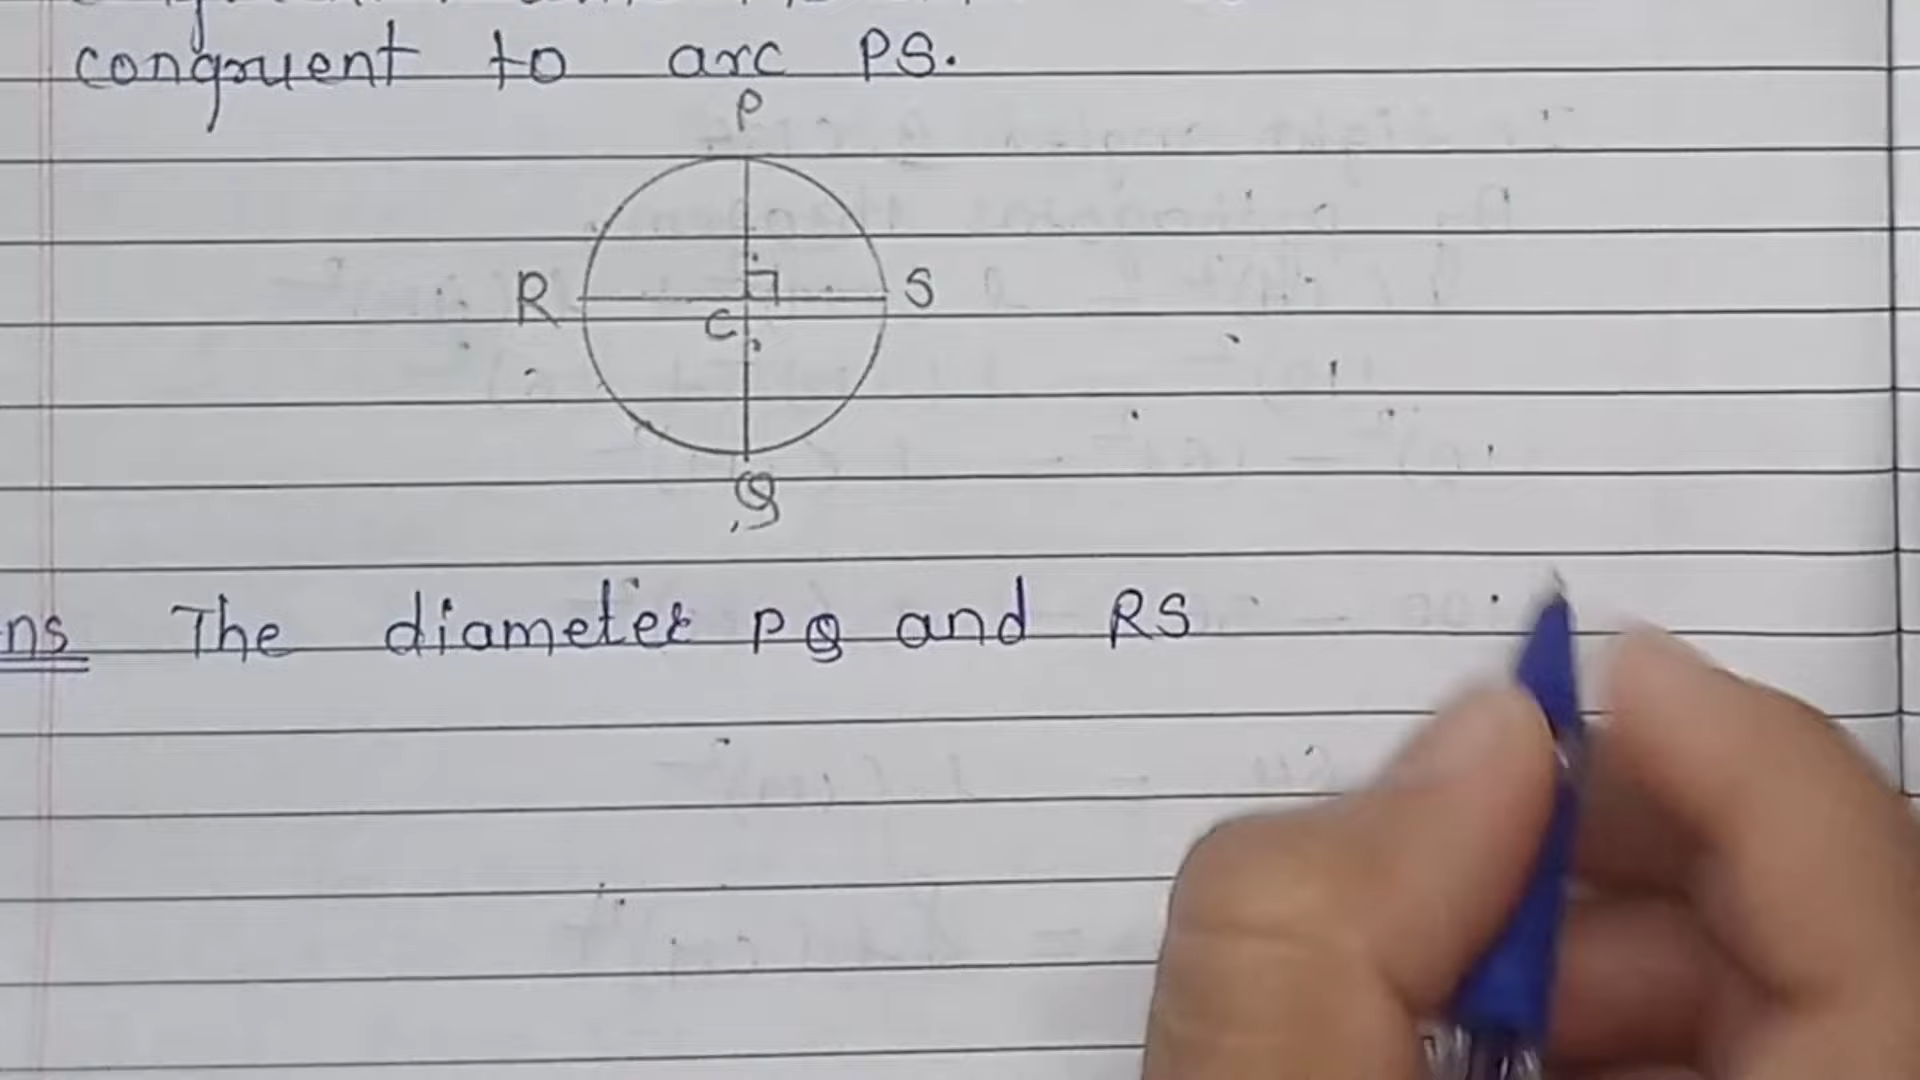 congruent to arc PS.
P
R S
C
Q
ns The diameter PQ and RS